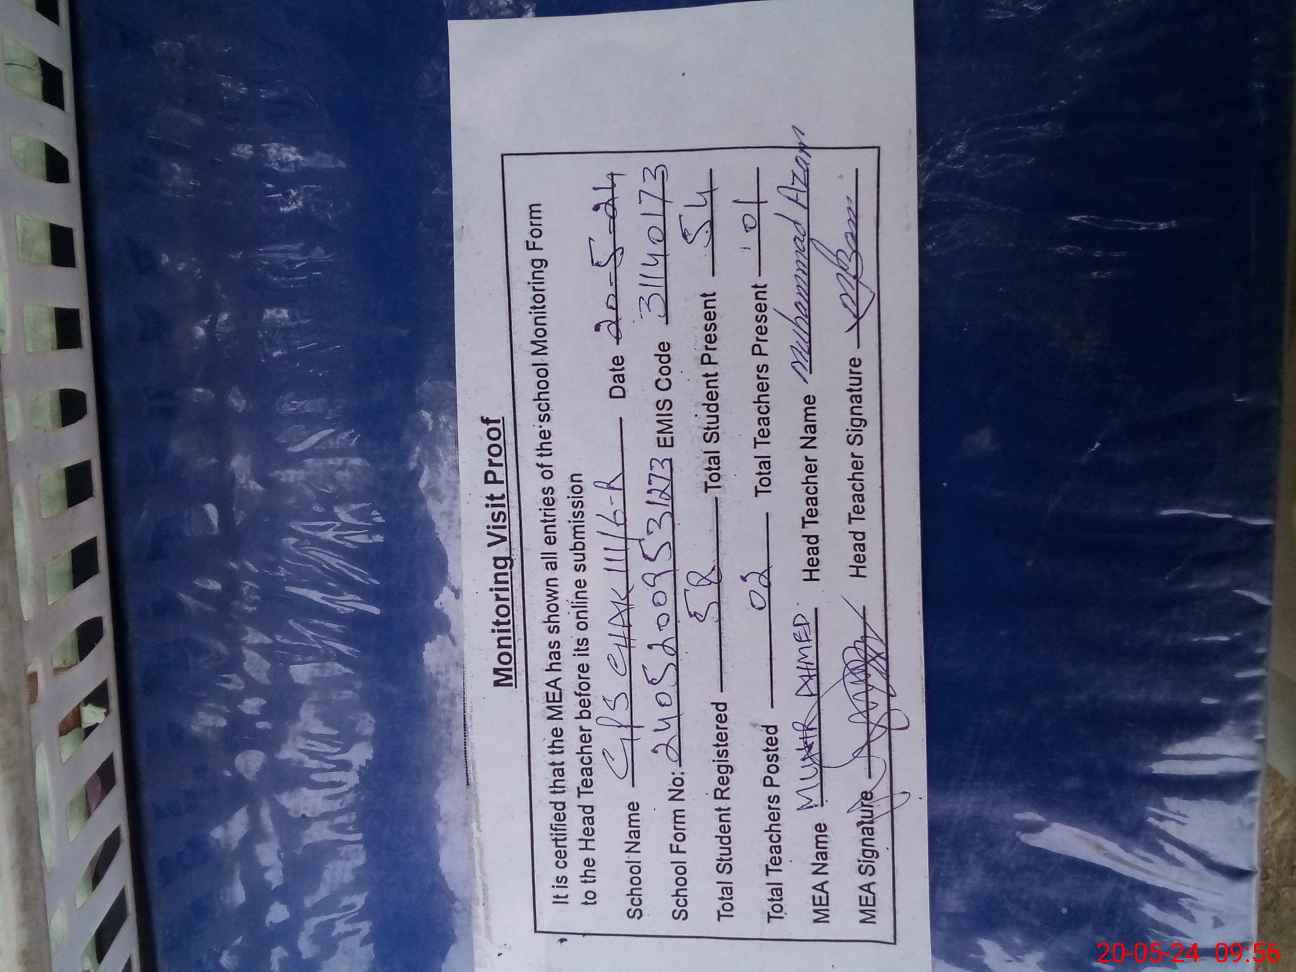 Monitoring Visit Proof
It is certified that the MEA has shown all entries of the school Monitoring Form
to the Head Teacher before its online submission
School Name GPS CHAK 111/6-R Date 20-5-24
School Form No: 24052009531273 EMIS Code 31140173
Total Student Registered 58 Total Student Present 54
Total Teachers Posted 02 Total Teachers Present 01
MEA Name AHMED Head Teacher Name Muhammad Azam
MEA Signature Head Teacher Signature
20-05-24 09:56